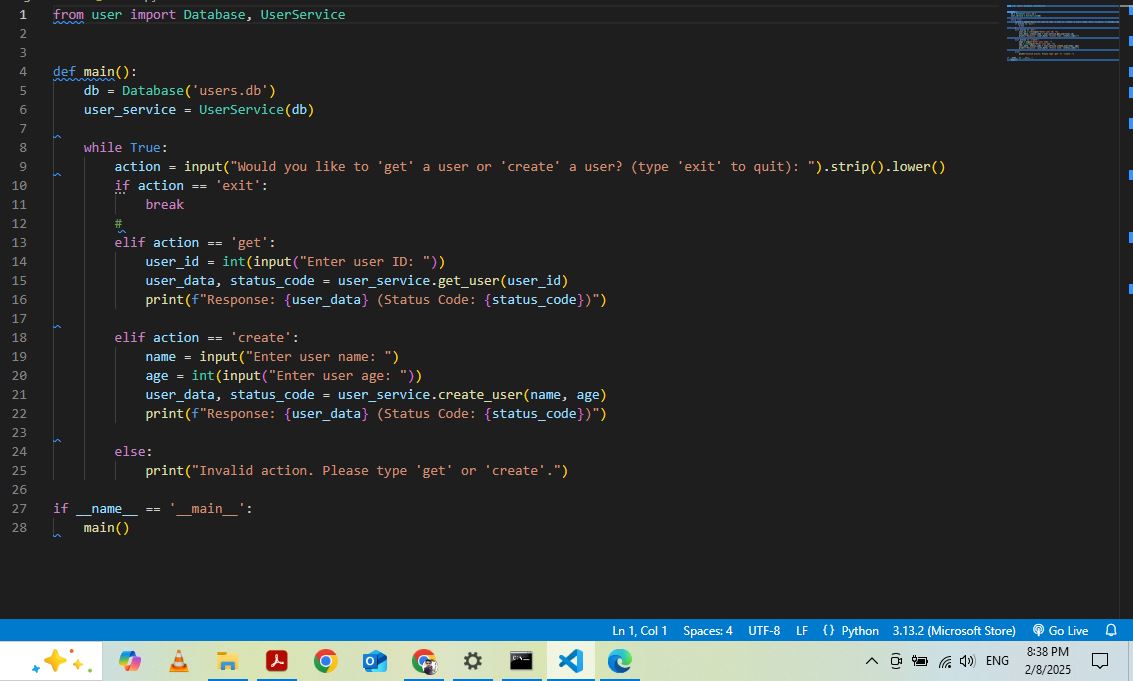 1 from user import Database, UserService
2
3
4 def main():
5     db = Database('users.db')
6     user_service = UserService(db)
7
8     while True:
9         action = input("Would you like to 'get' a user or 'create' a user? (type 'exit' to quit): ").strip().lower()
10         if action == 'exit':
11             break
12         #
13         elif action == 'get':
14             user_id = int(input("Enter user ID: "))
15             user_data, status_code = user_service.get_user(user_id)
16             print(f"Response: {user_data} (Status Code: {status_code})")
17
18         elif action == 'create':
19             name = input("Enter user name: ")
20             age = int(input("Enter user age: "))
21             user_data, status_code = user_service.create_user(name, age)
22             print(f"Response: {user_data} (Status Code: {status_code})")
23
24         else:
25             print("Invalid action. Please type 'get' or 'create'.")
26
27 if __name__ == '__main__':
28     main()
Ln 1, Col 1 Spaces: 4 UTF-8 LF {} Python 3.13.2 (Microsoft Store) Go Live
ENG 8:38 PM
2/8/2025